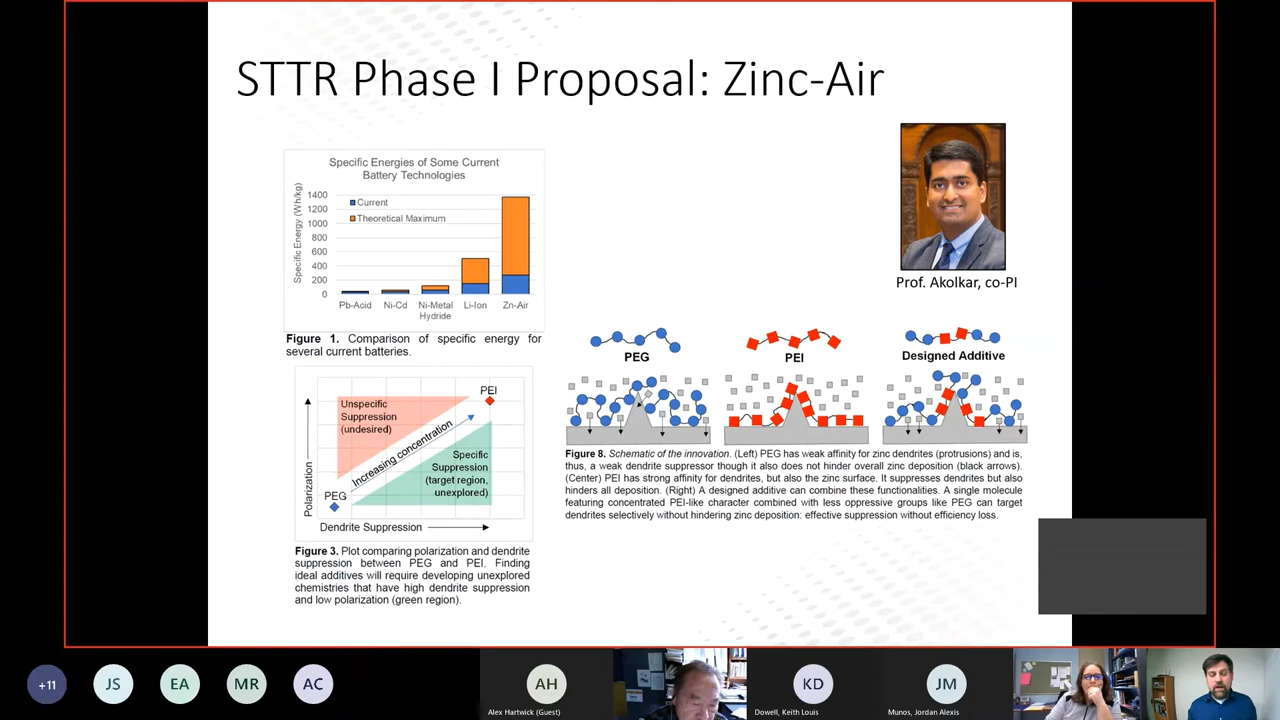 STTR Phase I Proposal: Zinc-Air
Specific Energies of Some Current
Battery Technologies
Specific Energy (Wh/kg)
1400
1200
1000
800
600
400
200
0
Current
Theoretical Maximum
Pb-Acid
Ni-Cd
Ni-Metal
Hydride
Li-Ion
Zn-Air
Figure 1. Comparison of specific energy for
several current batteries.
Prof. Akolkar, co-PI
Polarization
PEI
Unspecific
Suppression
(undesired)
Increasing concentration
Specific
Suppression
(target region,
unexplored)
PEG
Dendrite Suppression
Figure 3. Plot comparing polarization and dendrite
suppression between PEG and PEI. Finding
ideal additives will require developing unexplored
chemistries that have high dendrite suppression
and low polarization (green region).
PEG
PEI
Designed Additive
Figure 8. Schematic of the innovation. (Left) PEG has weak affinity for zinc dendrites (protrusions) and is,
thus, a weak dendrite suppressor though it also does not hinder overall zinc deposition (black arrows).
(Center) PEI has strong affinity for dendrites, but also the zinc surface. It suppresses dendrites but also
hinders all deposition. (Right) A designed additive can combine these functionalities. A single molecule
featuring concentrated PEI-like character combined with less oppressive groups like PEG can target
dendrites selectively without hindering zinc deposition: effective suppression without efficiency loss.
+11
JS
EA
MR
AC
AH
Alex Hartwick (Guest)
KD
Dowell, Keith Louis
JM
Munos, Jordan Alexis